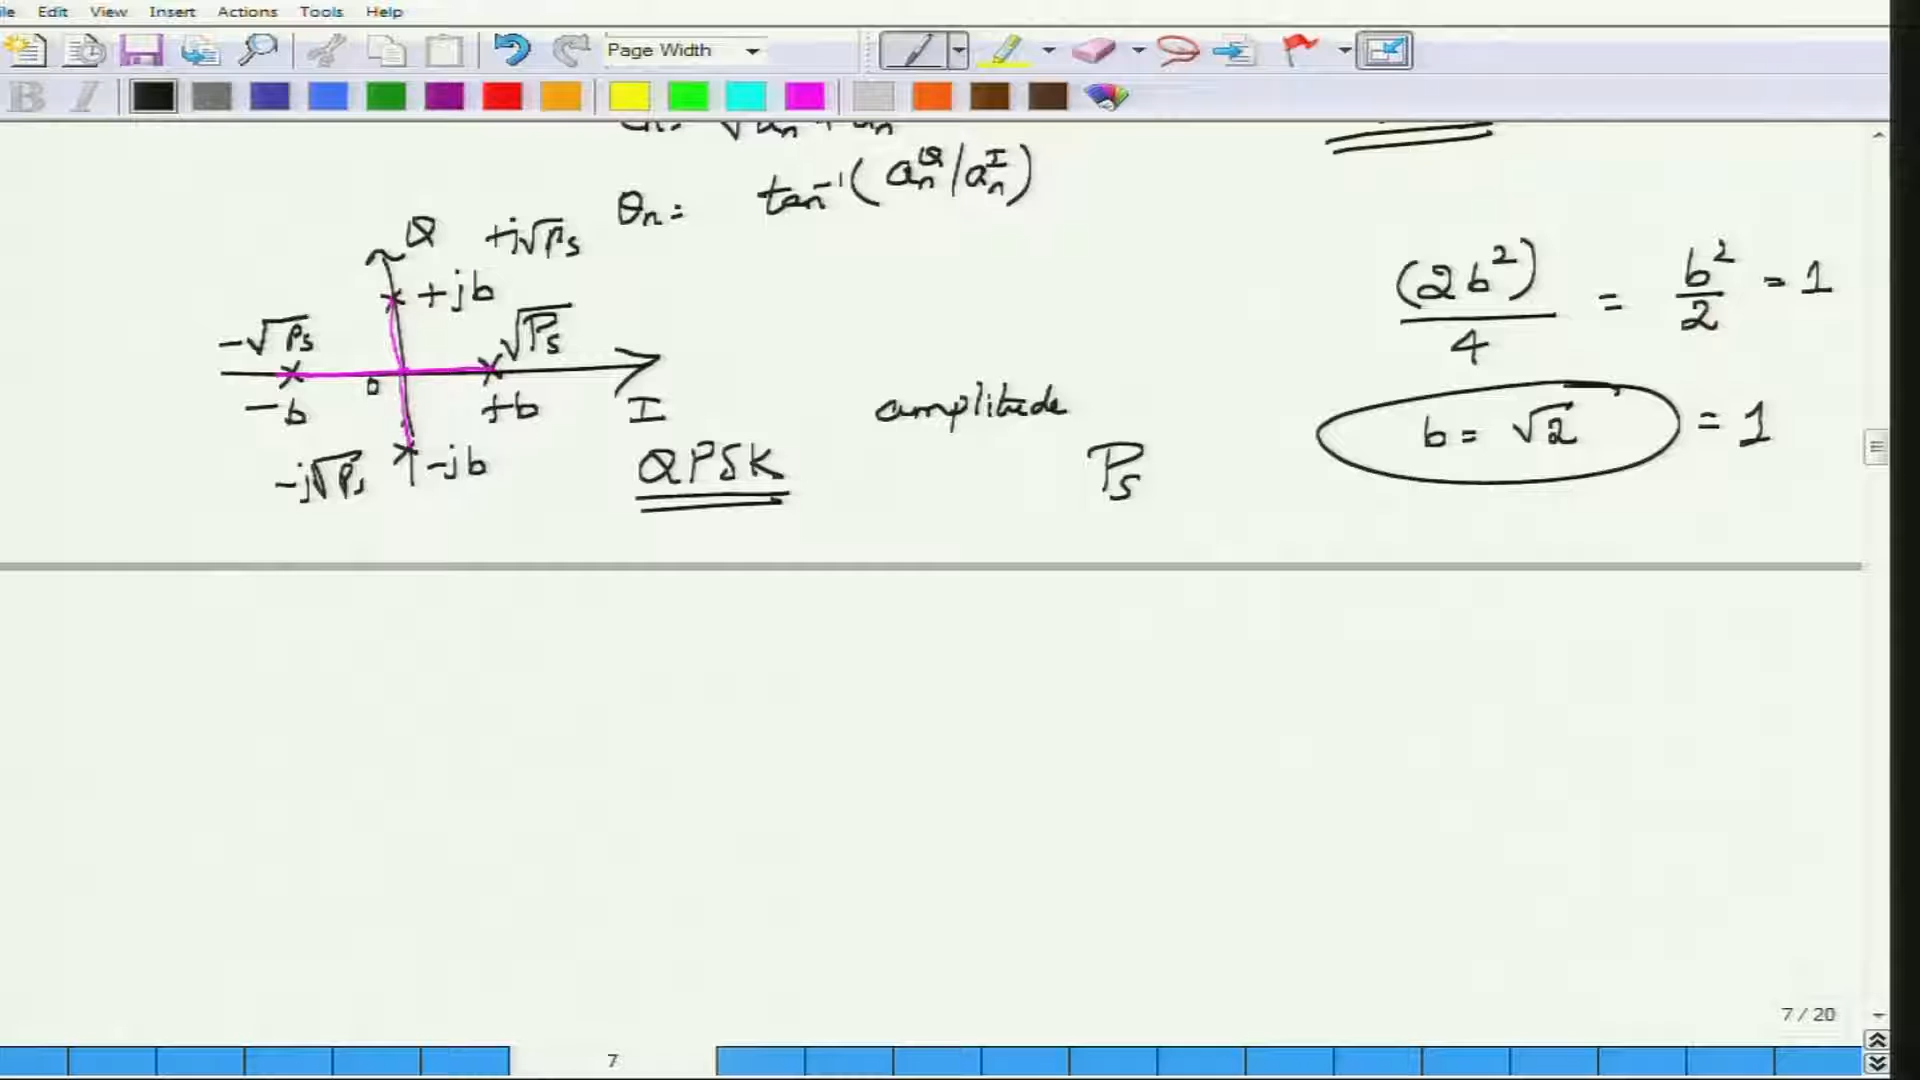 Edit View Insert Actions Tools Help
Page Width
B I
θn = tan⁻¹(anQ/anI)
Q +j√Ps
+jb
-√Ps √Ps
0
-b +b I
-j√Ps -jb
QPSK
amplitude
Ps
(2b²)/4 = b²/2 = 1
b = √2 = 1
7 / 20
7